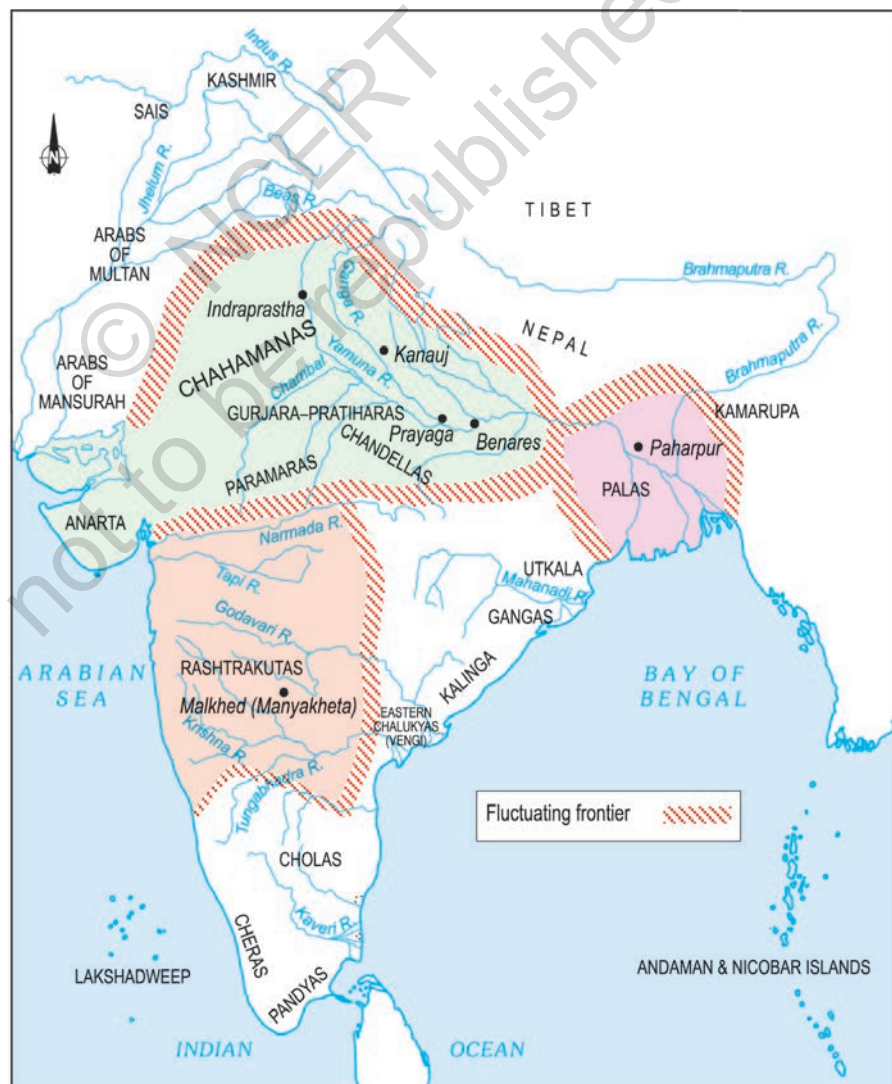 © NCERT
not to be republished
Indus R.
KASHMIR
SAIS
Jhelum R.
Beas R.
TIBET
ARABS
OF
MULTAN
Brahmaputra R.
Indraprastha
Ganga R.
NEPAL
Brahmaputra R.
CHAHAMANAS
Kanauj
Yamuna R.
ARABS
OF
MANSURAH
Chambal
KAMARUPA
GURJARA–PRATIHARAS
Prayaga
Benares
CHANDELLAS
Paharpur
PARAMARAS
PALAS
ANARTA
Narmada R.
UTKALA
Tapi R.
Mahanadi R.
Godavari R.
GANGAS
ARABIAN
SEA
RASHTRAKUTAS
KALINGA
BAY OF
BENGAL
Malkhed (Manyakheta)
EASTERN
CHALUKYAS
(VENGI)
Krishna R.
Tungabhadra R.
Fluctuating frontier
CHOLAS
Kaveri R.
CHERAS
LAKSHADWEEP
PANDYAS
ANDAMAN & NICOBAR ISLANDS
INDIAN
OCEAN